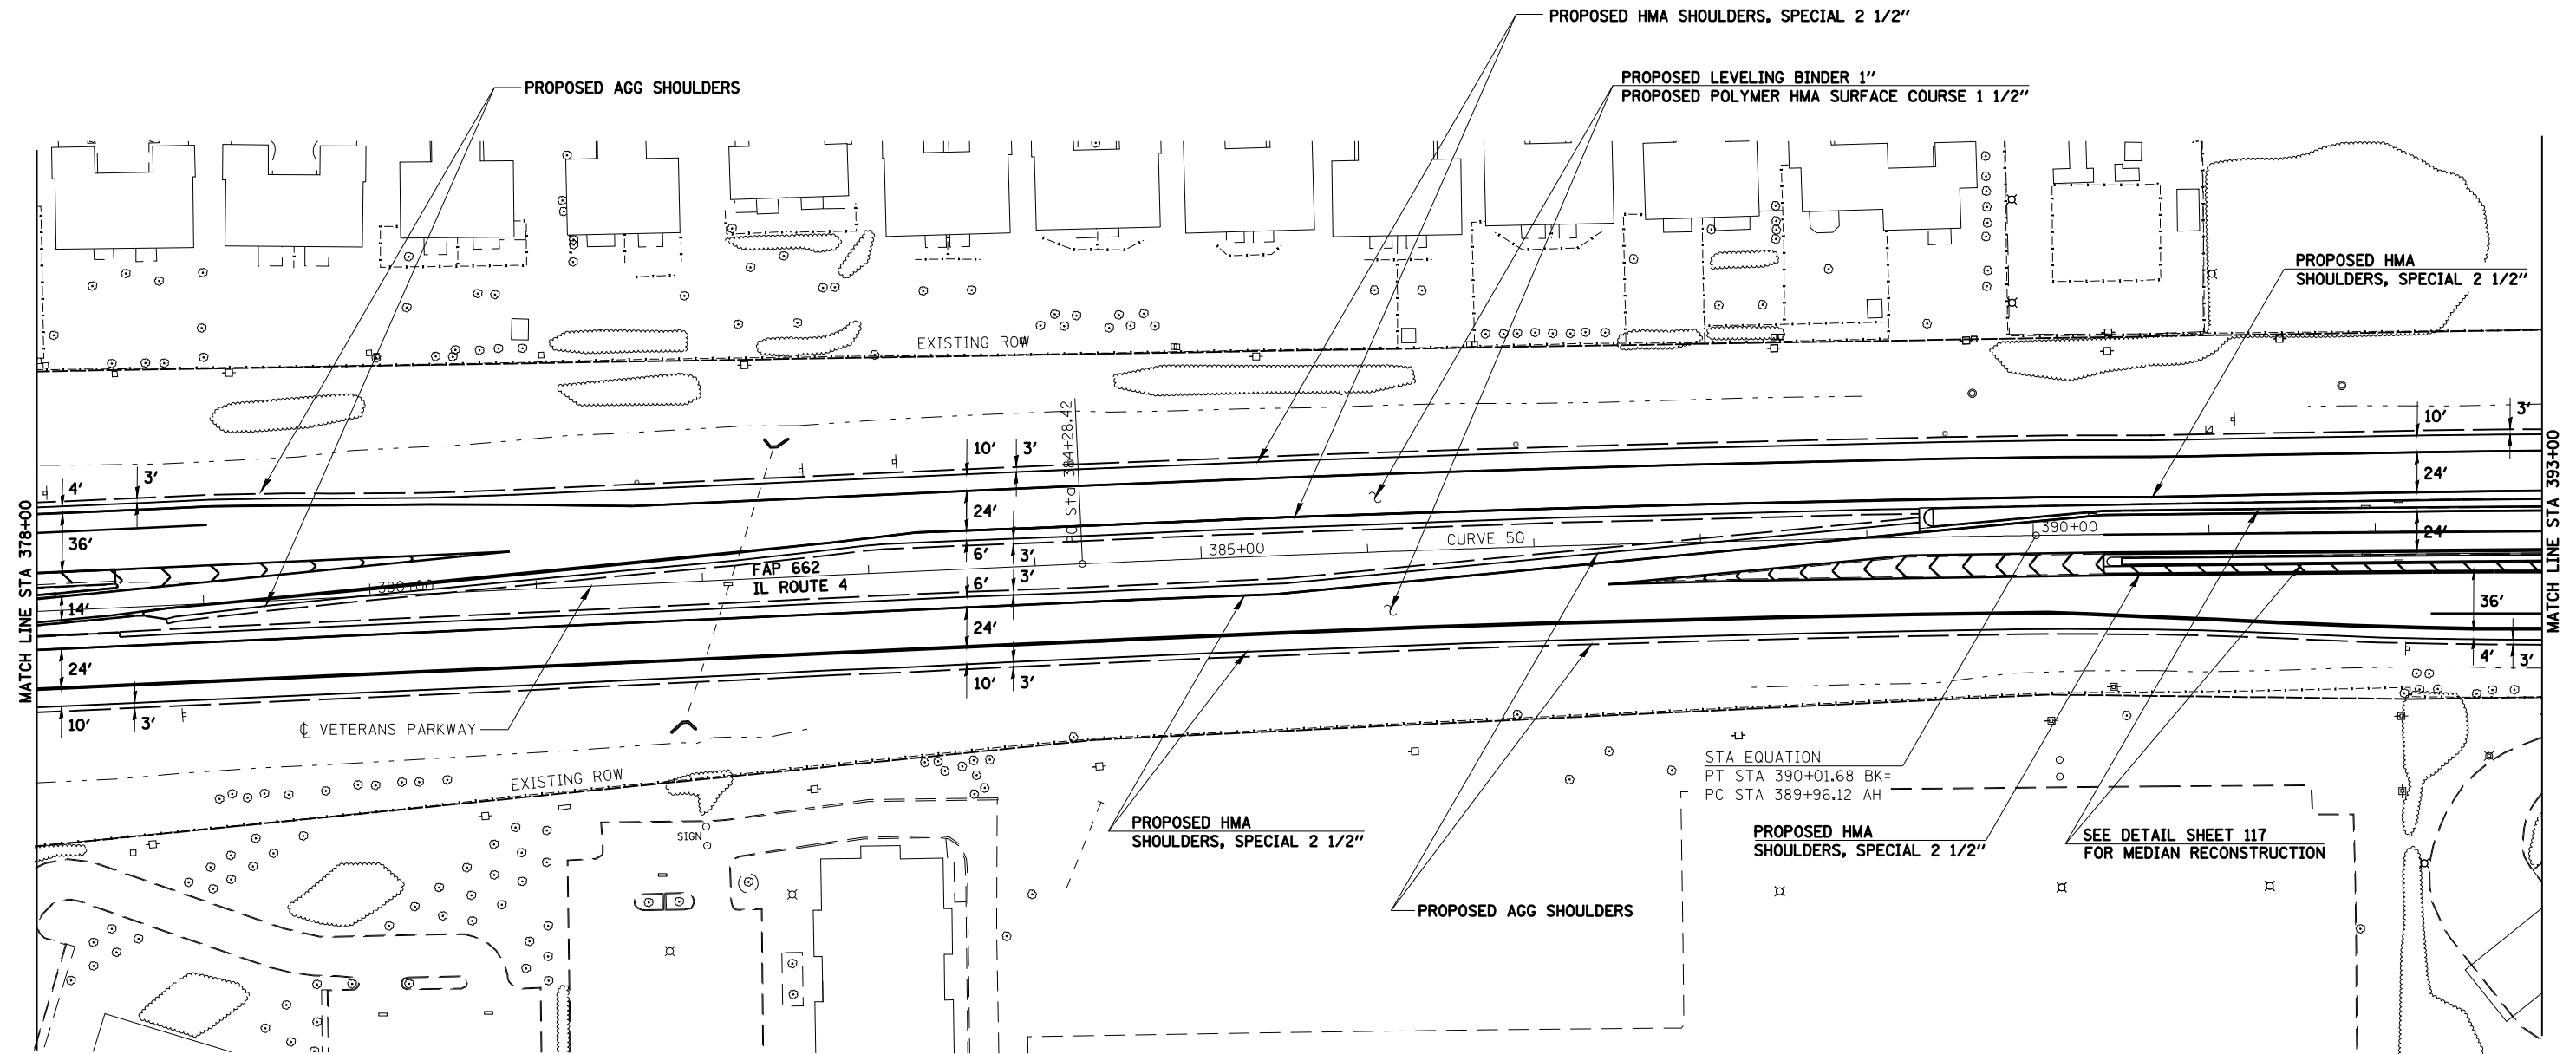 PROPOSED HMA SHOULDERS, SPECIAL 2 1/2"
PROPOSED LEVELING BINDER 1"
PROPOSED POLYMER HMA SURFACE COURSE 1 1/2"
PROPOSED AGG SHOULDERS
PROPOSED HMA
SHOULDERS, SPECIAL 2 1/2"
EXISTING ROW
PC Sta 384+28.42
MATCH LINE STA 378+00
MATCH LINE STA 393+00
4'
3'
36'
14'
24'
10'
3'
10'
3'
24'
6'
3'
6'
3'
24'
10'
3'
10'
3'
24'
24'
36'
4'
3'
380+00
385+00
390+00
CURVE 50
FAP 662
IL ROUTE 4
℄ VETERANS PARKWAY
EXISTING ROW
SIGN
STA EQUATION
PT STA 390+01.68 BK=
PC STA 389+96.12 AH
PROPOSED HMA
SHOULDERS, SPECIAL 2 1/2"
PROPOSED HMA
SHOULDERS, SPECIAL 2 1/2"
SEE DETAIL SHEET 117
FOR MEDIAN RECONSTRUCTION
PROPOSED AGG SHOULDERS